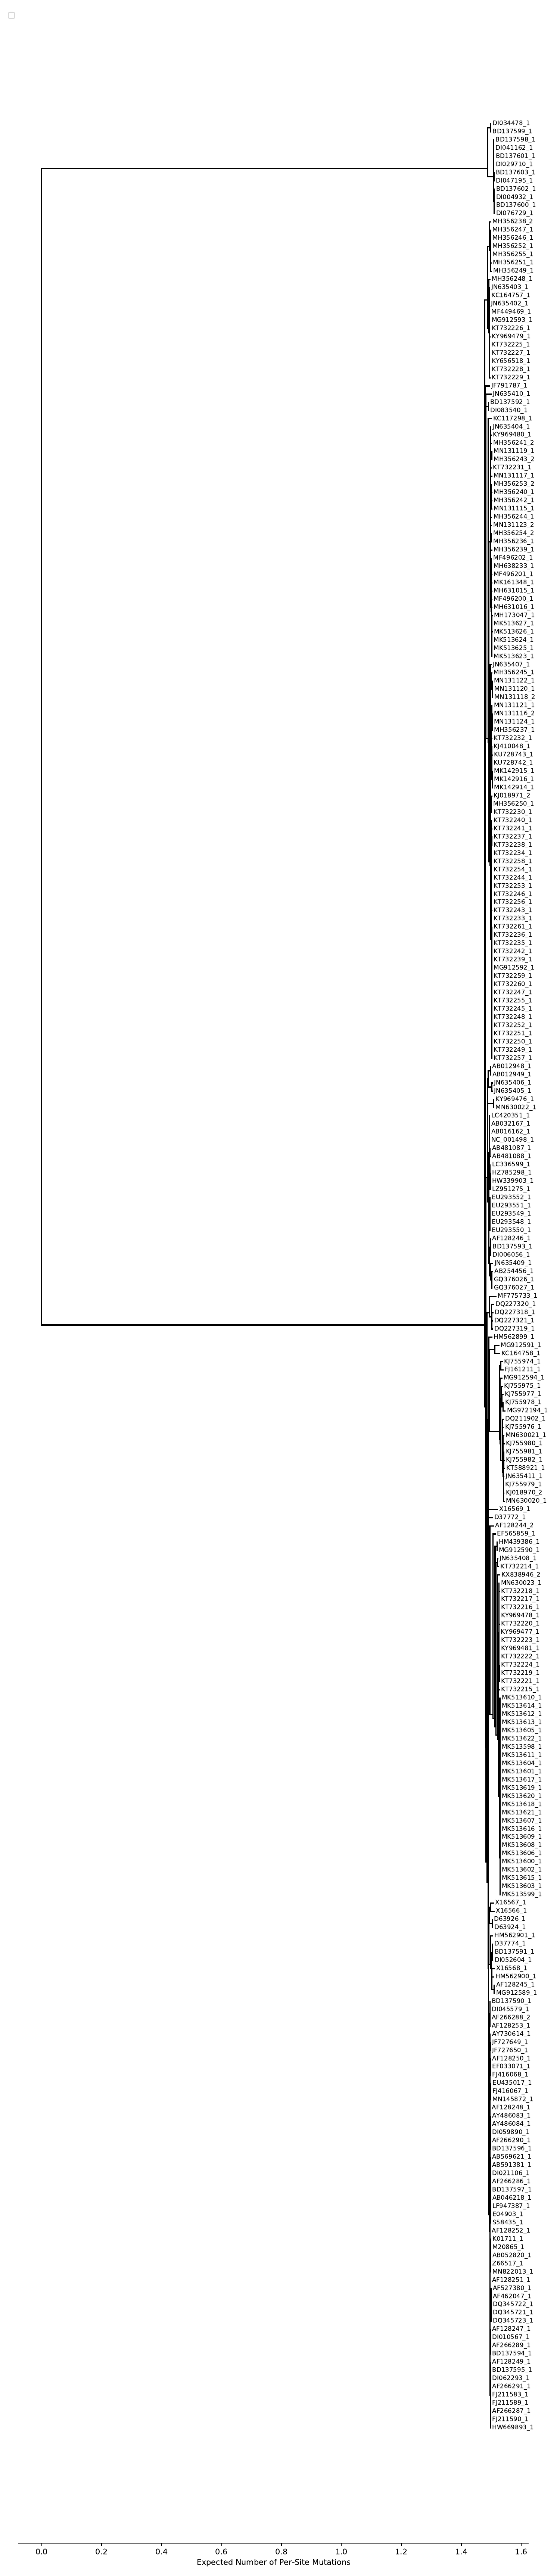 DI034478_1
BD137599_1
BD137598_1
DI041162_1
BD137601_1
DI029710_1
BD137603_1
DI047195_1
BD137602_1
DI004932_1
BD137600_1
DI076729_1
MH356238_2
MH356247_1
MH356246_1
MH356252_1
MH356255_1
MH356251_1
MH356249_1
MH356248_1
JN635403_1
KC164757_1
JN635402_1
MF449469_1
MG912593_1
KT732226_1
KY969479_1
KT732225_1
KT732227_1
KY656518_1
KT732228_1
KT732229_1
JF791787_1
JN635410_1
BD137592_1
DI083540_1
KC117298_1
JN635404_1
KY969480_1
MH356241_2
MN131119_1
MH356243_2
KT732231_1
MN131117_1
MH356253_2
MH356240_1
MH356242_1
MN131115_1
MH356244_1
MN131123_2
MH356254_2
MH356236_1
MH356239_1
MF496202_1
MH638233_1
MF496201_1
MK161348_1
MH631015_1
MF496200_1
MH631016_1
MH173047_1
MK513627_1
MK513626_1
MK513624_1
MK513625_1
MK513623_1
JN635407_1
MH356245_1
MN131122_1
MN131120_1
MN131118_2
MN131121_1
MN131116_2
MN131124_1
MH356237_1
KT732232_1
KJ410048_1
KU728743_1
KU728742_1
MK142915_1
MK142916_1
MK142914_1
KJ018971_2
MH356250_1
KT732230_1
KT732240_1
KT732241_1
KT732237_1
KT732238_1
KT732234_1
KT732258_1
KT732254_1
KT732244_1
KT732253_1
KT732246_1
KT732256_1
KT732243_1
KT732233_1
KT732261_1
KT732236_1
KT732235_1
KT732242_1
KT732239_1
MG912592_1
KT732259_1
KT732260_1
KT732247_1
KT732255_1
KT732245_1
KT732248_1
KT732252_1
KT732251_1
KT732250_1
KT732249_1
KT732257_1
AB012948_1
AB012949_1
JN635406_1
JN635405_1
KY969476_1
MN630022_1
LC420351_1
AB032167_1
AB016162_1
NC_001498_1
AB481087_1
AB481088_1
LC336599_1
HZ785298_1
HW339903_1
LZ951275_1
EU293552_1
EU293551_1
EU293549_1
EU293548_1
EU293550_1
AF128246_1
BD137593_1
DI006056_1
JN635409_1
AB254456_1
GQ376026_1
GQ376027_1
MF775733_1
DQ227320_1
DQ227318_1
DQ227321_1
DQ227319_1
HM562899_1
MG912591_1
KC164758_1
KJ755974_1
FJ161211_1
MG912594_1
KJ755975_1
KJ755977_1
KJ755978_1
MG972194_1
DQ211902_1
KJ755976_1
MN630021_1
KJ755980_1
KJ755981_1
KJ755982_1
KT588921_1
JN635411_1
KJ755979_1
KJ018970_2
MN630020_1
X16569_1
D37772_1
AF128244_2
EF565859_1
HM439386_1
MG912590_1
JN635408_1
KT732214_1
KX838946_2
MN630023_1
KT732218_1
KT732217_1
KT732216_1
KY969478_1
KT732220_1
KY969477_1
KT732223_1
KY969481_1
KT732222_1
KT732224_1
KT732219_1
KT732221_1
KT732215_1
MK513610_1
MK513614_1
MK513612_1
MK513613_1
MK513605_1
MK513622_1
MK513598_1
MK513611_1
MK513604_1
MK513601_1
MK513617_1
MK513619_1
MK513620_1
MK513618_1
MK513621_1
MK513607_1
MK513616_1
MK513609_1
MK513608_1
MK513606_1
MK513600_1
MK513602_1
MK513615_1
MK513603_1
MK513599_1
X16567_1
X16566_1
D63926_1
D63924_1
HM562901_1
D37774_1
BD137591_1
DI052604_1
X16568_1
HM562900_1
AF128245_1
MG912589_1
BD137590_1
DI045579_1
AF266288_2
AF128253_1
AY730614_1
JF727649_1
JF727650_1
AF128250_1
EF033071_1
FJ416068_1
EU435017_1
FJ416067_1
MN145872_1
AF128248_1
AY486083_1
AY486084_1
DI059890_1
AF266290_1
BD137596_1
AB569621_1
AB591381_1
DI021106_1
AF266286_1
BD137597_1
AB046218_1
LF947387_1
E04903_1
S58435_1
AF128252_1
K01711_1
M20865_1
AB052820_1
Z66517_1
MN822013_1
AF128251_1
AF527380_1
AF462047_1
DQ345722_1
DQ345721_1
DQ345723_1
AF128247_1
DI010567_1
AF266289_1
BD137594_1
AF128249_1
BD137595_1
DI062293_1
AF266291_1
FJ211583_1
FJ211589_1
AF266287_1
FJ211590_1
HW669893_1
0.0 0.2 0.4 0.6 0.8 1.0 1.2 1.4 1.6
Expected Number of Per-Site Mutations